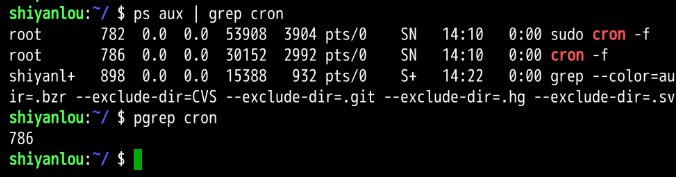 shiyanlou:~/ $ ps aux | grep cron
root       782  0.0  0.0  53908  3904 pts/0    SN   14:10   0:00 sudo cron -f
root       786  0.0  0.0  30152  2992 pts/0    SN   14:10   0:00 cron -f
shiyanl+   898  0.0  0.0  15388   932 pts/0    S+   14:22   0:00 grep --color=au
ir=.bzr --exclude-dir=CVS --exclude-dir=.git --exclude-dir=.hg --exclude-dir=.sv
shiyanlou:~/ $ pgrep cron
786
shiyanlou:~/ $